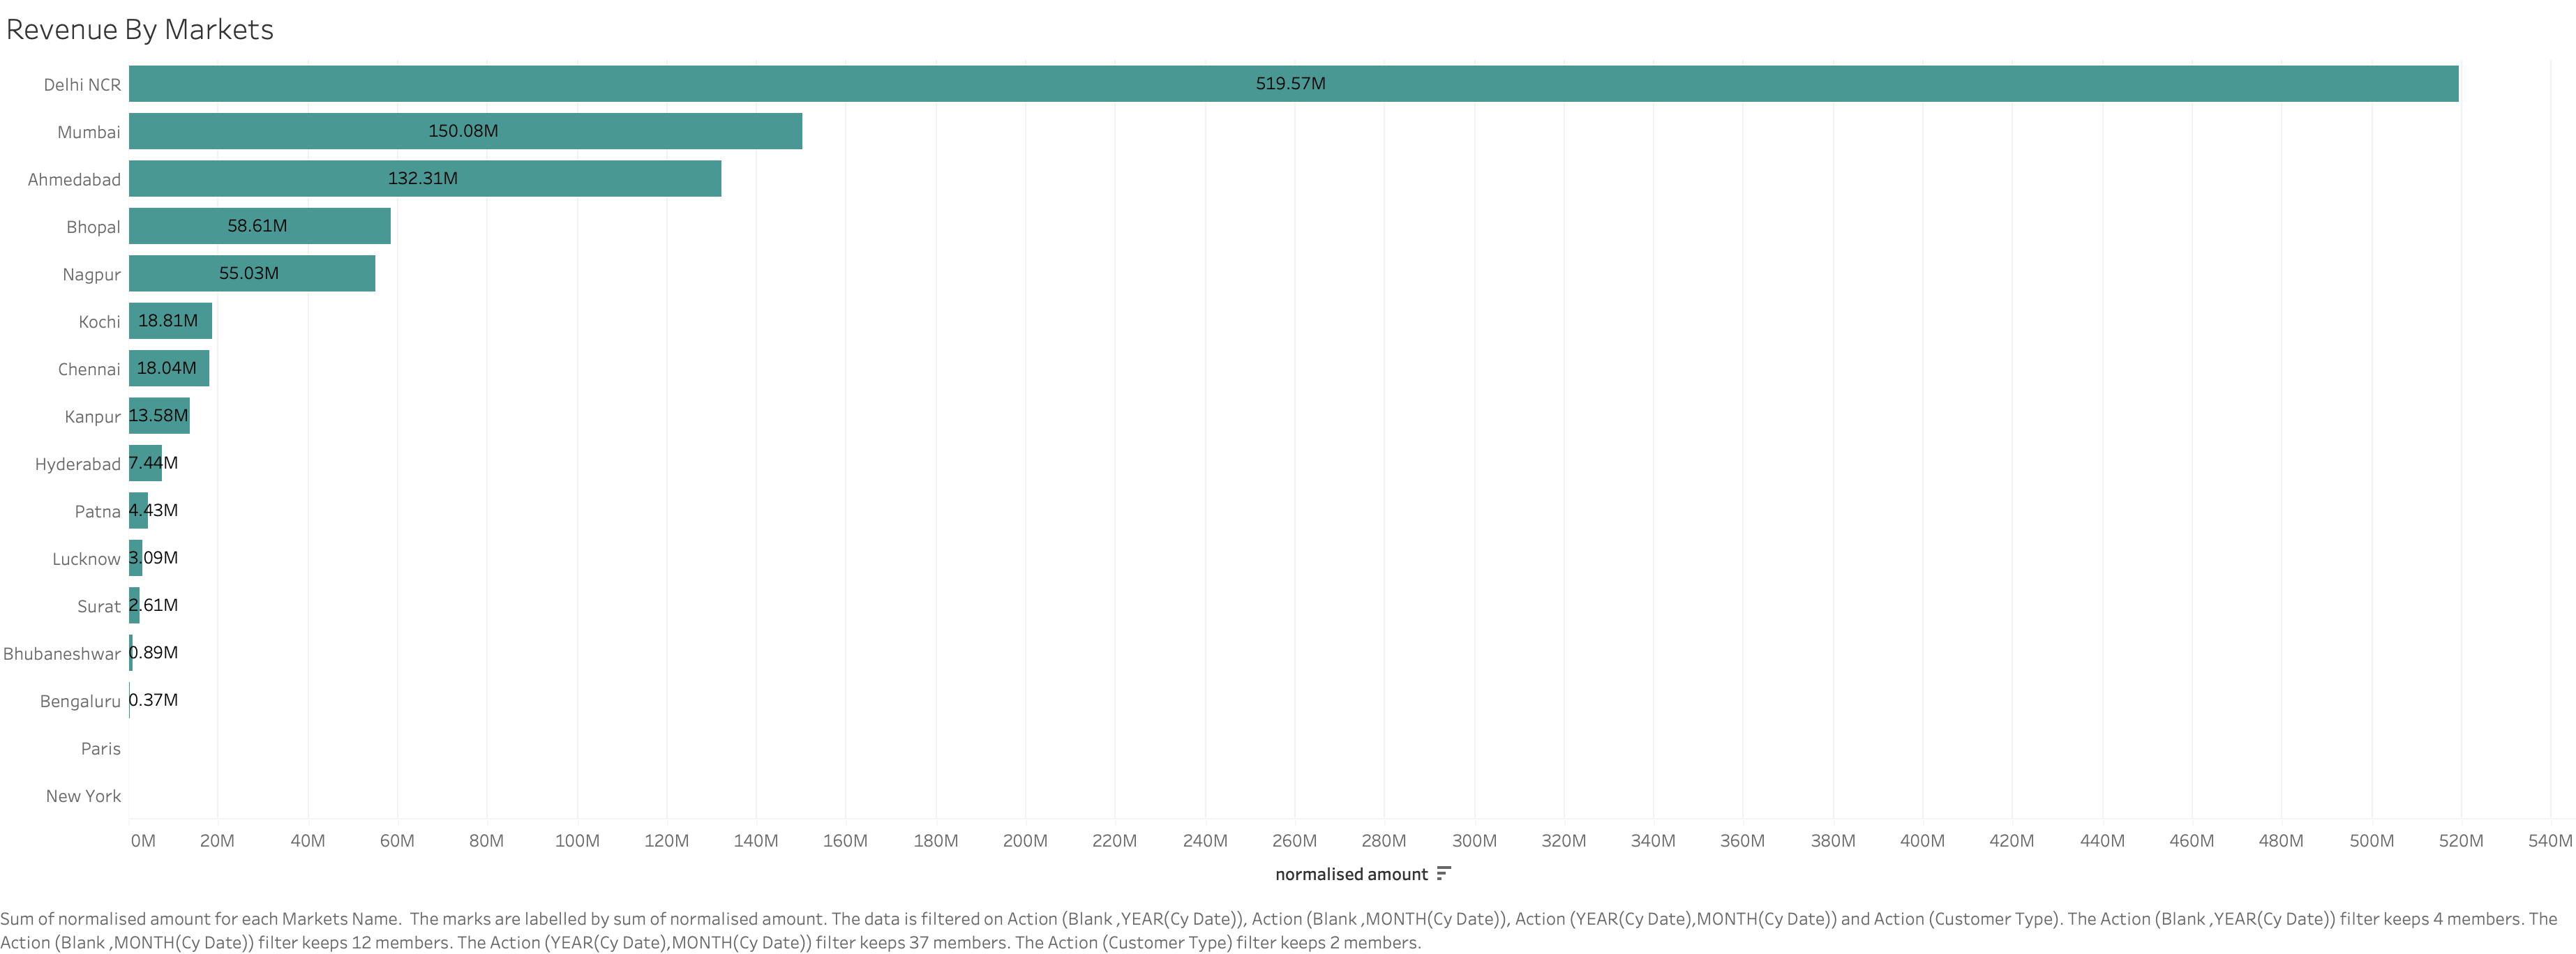 Revenue By Markets
Delhi NCR 519.57M
Mumbai 150.08M
Ahmedabad 132.31M
Bhopal 58.61M
Nagpur 55.03M
Kochi 18.81M
Chennai 18.04M
Kanpur 13.58M
Hyderabad 7.44M
Patna 4.43M
Lucknow 3.09M
Surat 2.61M
Bhubaneshwar 0.89M
Bengaluru 0.37M
Paris
New York
0M 20M 40M 60M 80M 100M 120M 140M 160M 180M 200M 220M 240M 260M 280M 300M 320M 340M 360M 380M 400M 420M 440M 460M 480M 500M 520M 540M
normalised amount
Sum of normalised amount for each Markets Name.  The marks are labelled by sum of normalised amount. The data is filtered on Action (Blank ,YEAR(Cy Date)), Action (Blank ,MONTH(Cy Date)), Action (YEAR(Cy Date),MONTH(Cy Date)) and Action (Customer Type). The Action (Blank ,YEAR(Cy Date)) filter keeps 4 members. The
Action (Blank ,MONTH(Cy Date)) filter keeps 12 members. The Action (YEAR(Cy Date),MONTH(Cy Date)) filter keeps 37 members. The Action (Customer Type) filter keeps 2 members.